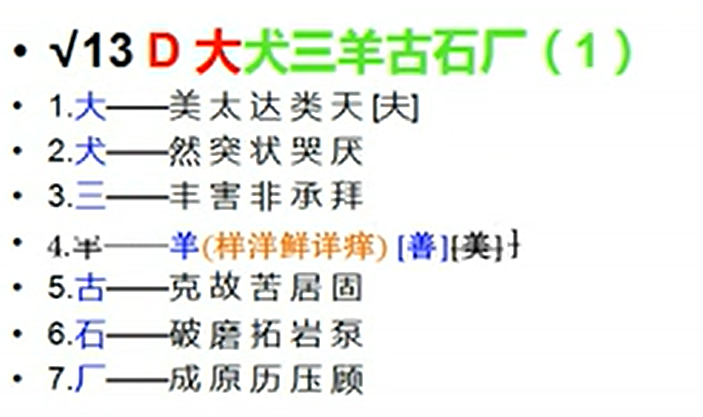 • √13 D 大犬三羊古石厂（1）
• 1.大——美 太 达 类 天 [夫]
• 2.犬——然 突 状 哭 厌
• 3.三——丰 害 非 承 拜
• 4. ——羊(样洋鲜详痒) [善][美]}
• 5.古——克 故 苦 居 固
• 6.石——破 磨 拓 岩 泵
• 7.厂——成 原 历 压 顾